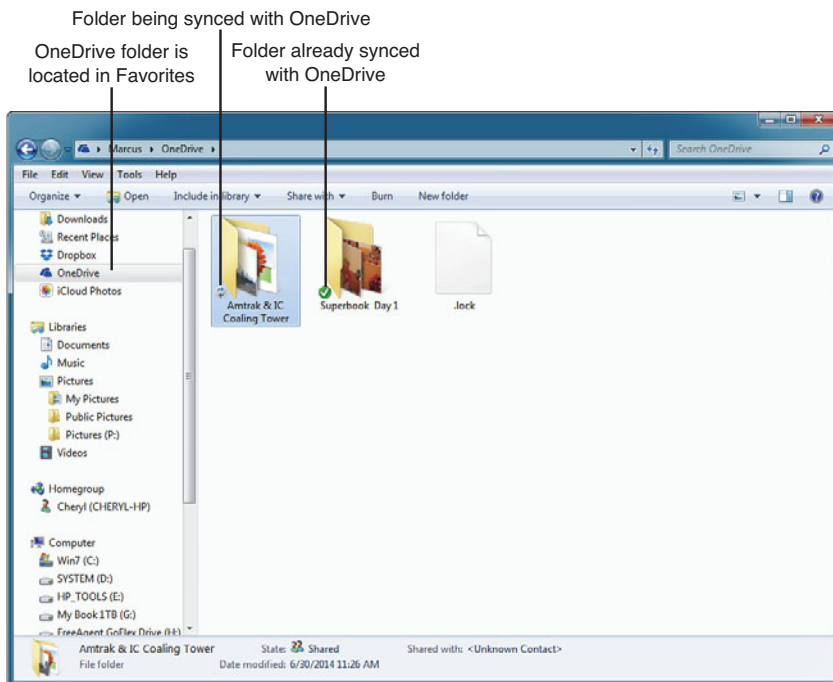 Folder being synced with OneDrive
OneDrive folder is
located in Favorites
Folder already synced
with OneDrive
Marcus OneDrive
Search OneDrive
File Edit View Tools Help
Organize Open Include in library Share with Burn New folder
Downloads
Recent Places
Dropbox
OneDrive
iCloud Photos
Libraries
Documents
Music
Pictures
My Pictures
Public Pictures
Pictures (P:)
Videos
Homegroup
Cheryl (CHERYL-HP)
Computer
Win7 (C:)
SYSTEM (D:)
HP_TOOLS (E:)
My Book 1TB (G:)
FreeAgent GoFlex Drive (H:)
Amtrak & IC
Coaling Tower
Superbook Day 1
.lock
Amtrak & IC Coaling Tower State: Shared Shared with: <Unknown Contact>
File folder Date modified: 6/30/2014 11:26 AM